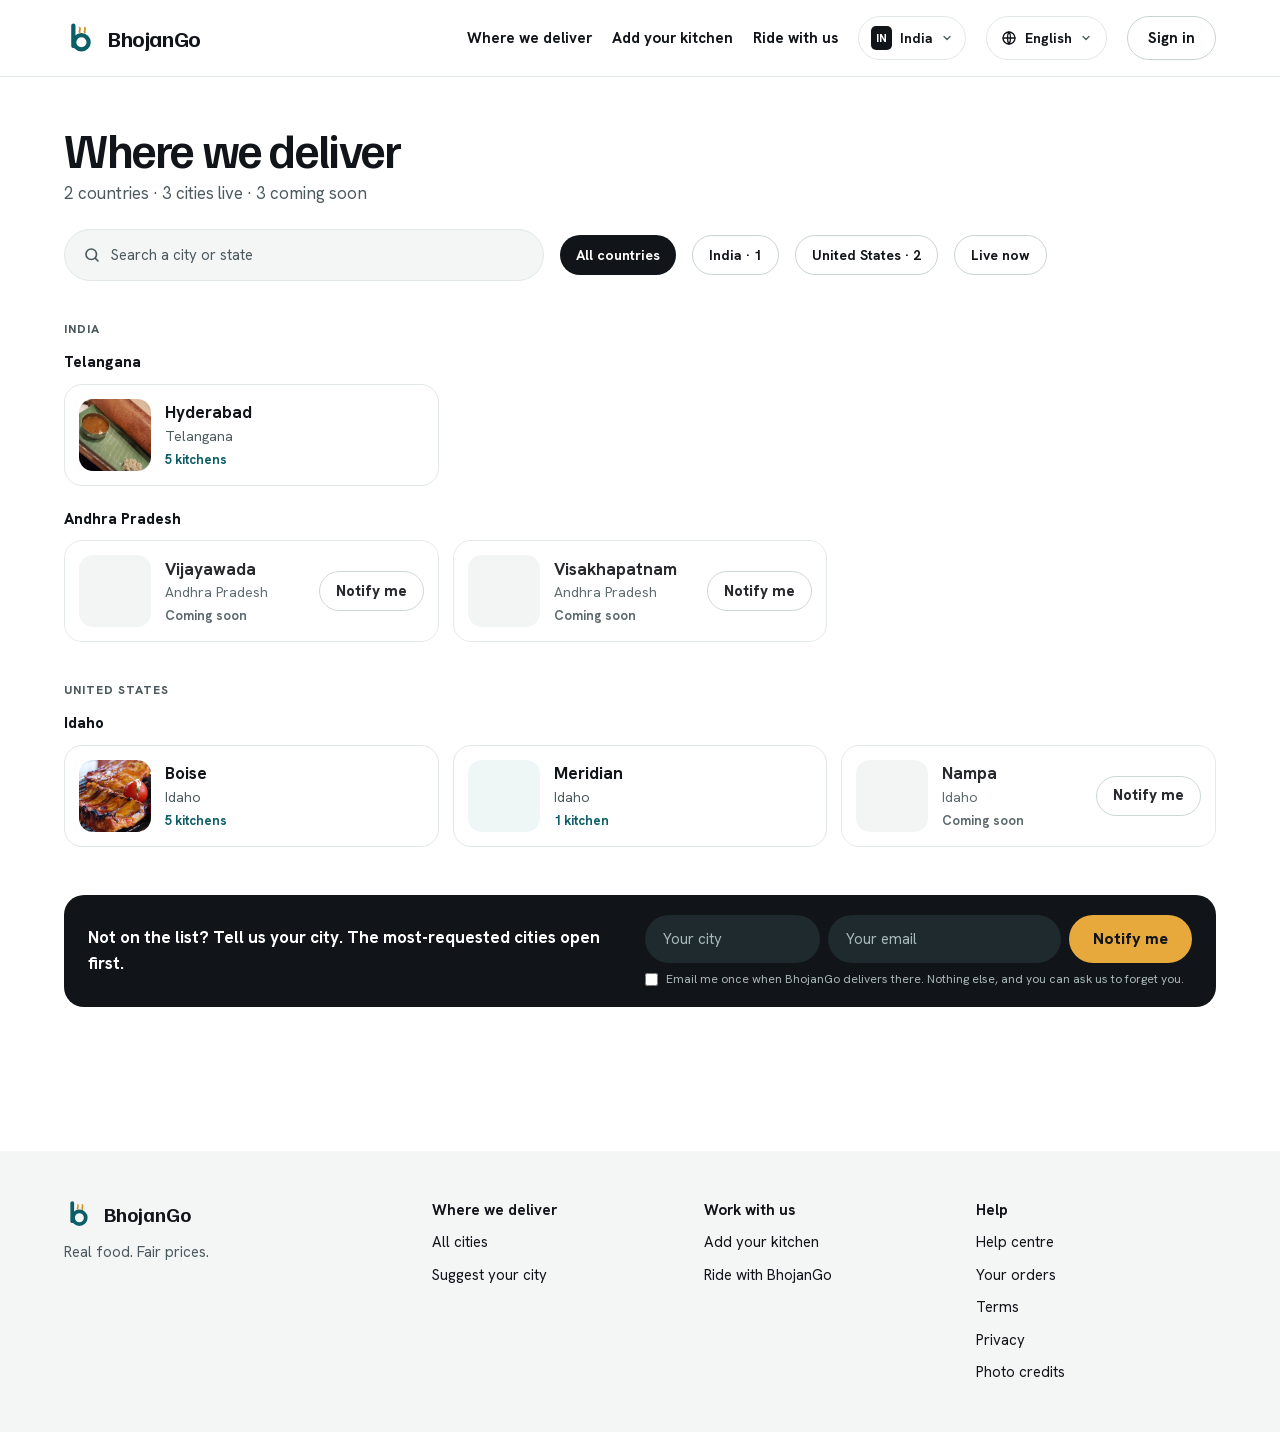 BhojanGo
Where we deliver
Add your kitchen
Ride with us
IN India
English
Sign in
Where we deliver
2 countries · 3 cities live · 3 coming soon
Search a city or state
All countries
India · 1
United States · 2
Live now
INDIA
Telangana
Hyderabad
Telangana
5 kitchens
Andhra Pradesh
Vijayawada
Andhra Pradesh
Coming soon
Notify me
Visakhapatnam
Andhra Pradesh
Coming soon
Notify me
UNITED STATES
Idaho
Boise
Idaho
5 kitchens
Meridian
Idaho
1 kitchen
Nampa
Idaho
Coming soon
Notify me
Not on the list? Tell us your city. The most-requested cities open
first.
Your city
Your email
Notify me
Email me once when BhojanGo delivers there. Nothing else, and you can ask us to forget you.
BhojanGo
Real food. Fair prices.
Where we deliver
All cities
Suggest your city
Work with us
Add your kitchen
Ride with BhojanGo
Help
Help centre
Your orders
Terms
Privacy
Photo credits